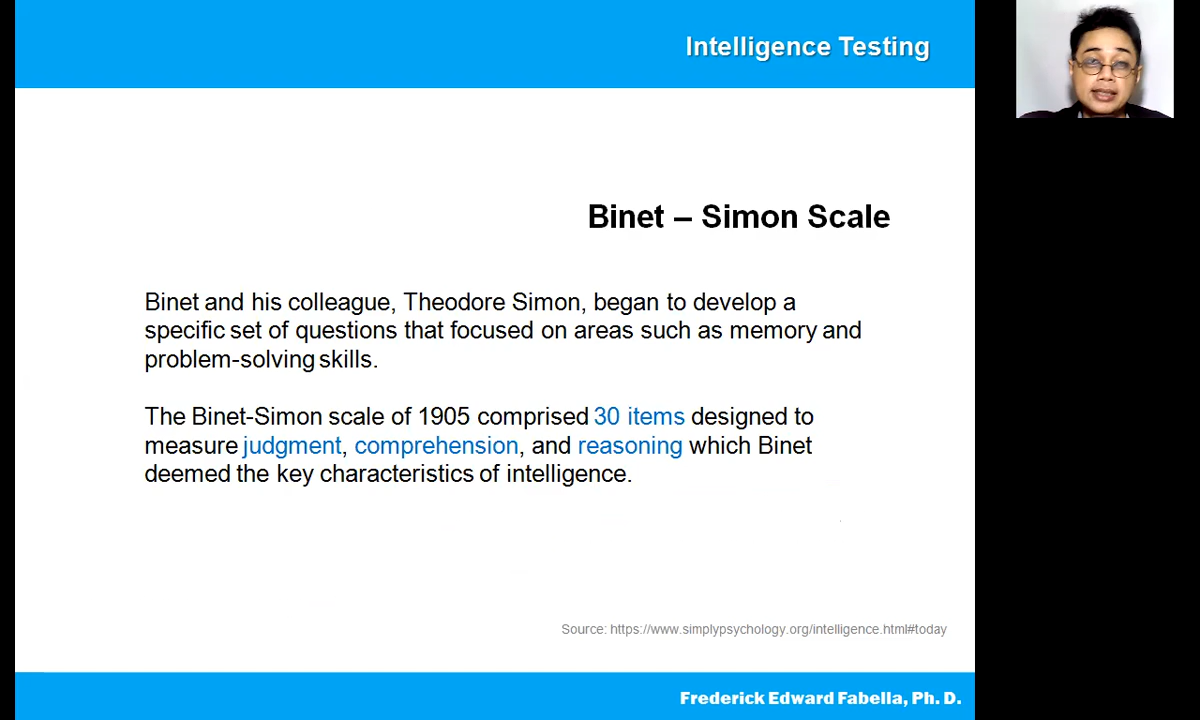 Intelligence Testing
Binet – Simon Scale
Binet and his colleague, Theodore Simon, began to develop a
specific set of questions that focused on areas such as memory and
problem-solving skills.
The Binet-Simon scale of 1905 comprised 30 items designed to
measure judgment, comprehension, and reasoning which Binet
deemed the key characteristics of intelligence.
Source: https://www.simplypsychology.org/intelligence.html#today
Frederick Edward Fabella, Ph. D.